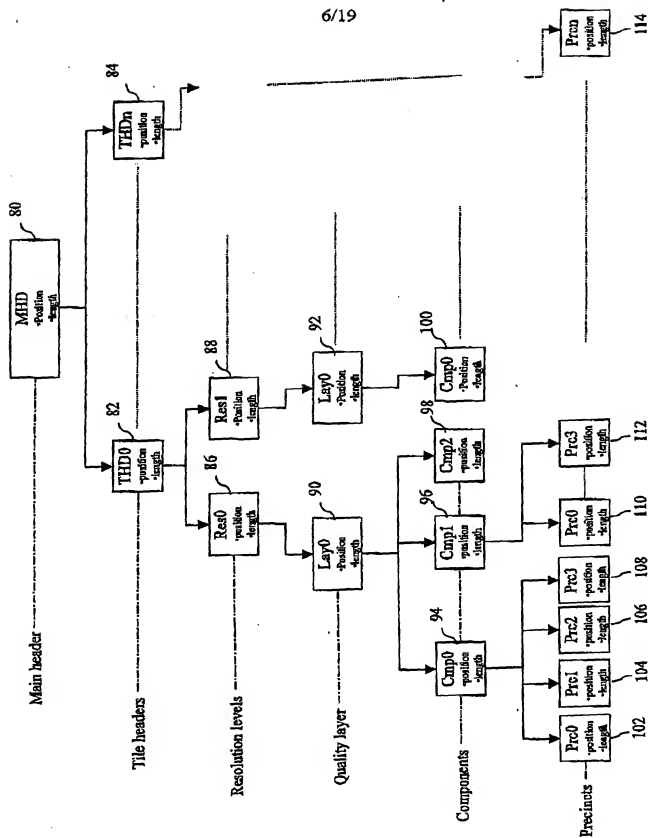 6/19
Main header
80
MHD
•Position
•length
Tile headers
82
THD0
•position
•length
84
THDn
•position
•length
Resolution levels
86
Res0
•position
•length
88
Res1
•Position
•length
Quality layer
90
Lay0
•Position
•length
92
Lay0
•Position
•length
Components
94
Cmp0
•position
•length
96
Cmp1
•position
•length
98
Cmp2
•position
•length
100
Cmp0
•Position
•length
Precincts
Prc0
•position
•length
102
Prc1
•position
•length
104
Prc2
•position
•length
106
Prc3
•position
•length
108
Prc0
•position
•length
110
Prc3
•position
•length
112
Prcn
•position
•length
114